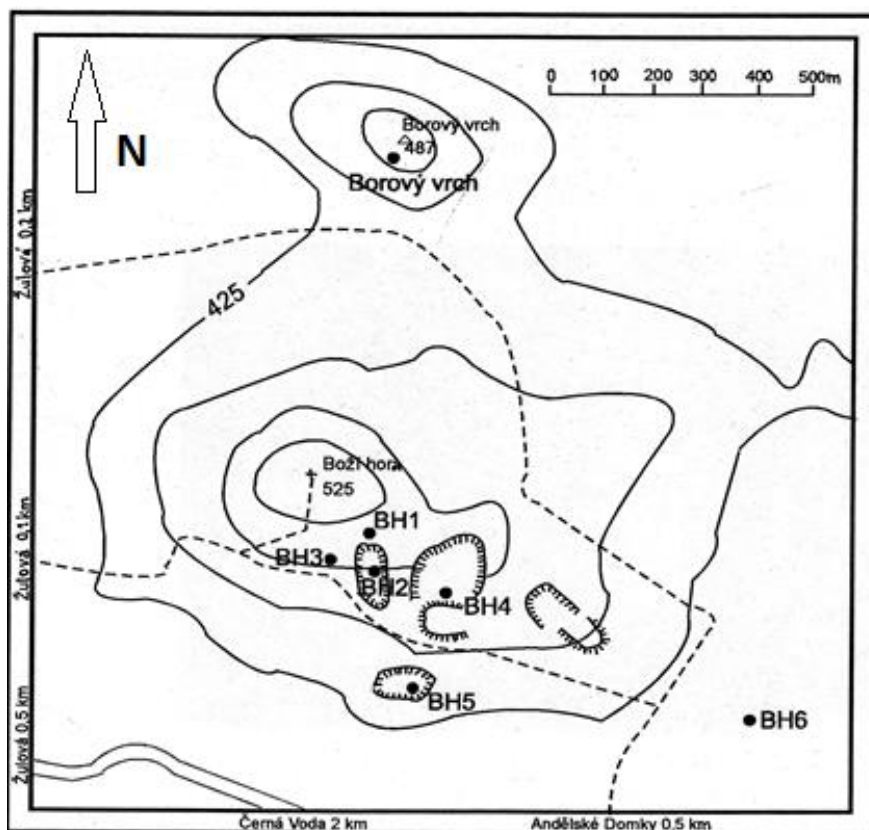 0 100 200 300 400 500m
N
Borový vrch
487
Borový vrch
Žulová 0,1 km
425
Boží hora
525
BH1
BH3
BH2
BH4
Žulová 0,1 km
BH5
BH6
Žulová 0,5 km
Černá Voda 2 km
Andělské Domky 0,5 km